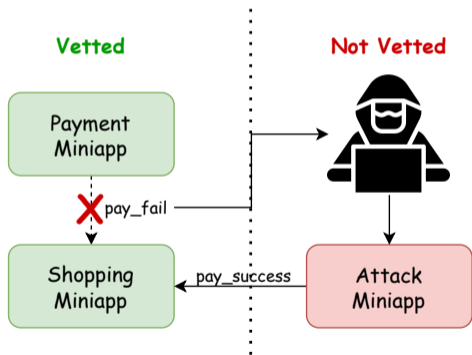 Vetted
Not Vetted
Payment
Miniapp
pay_fail
Shopping
Miniapp
pay_success
Attack
Miniapp